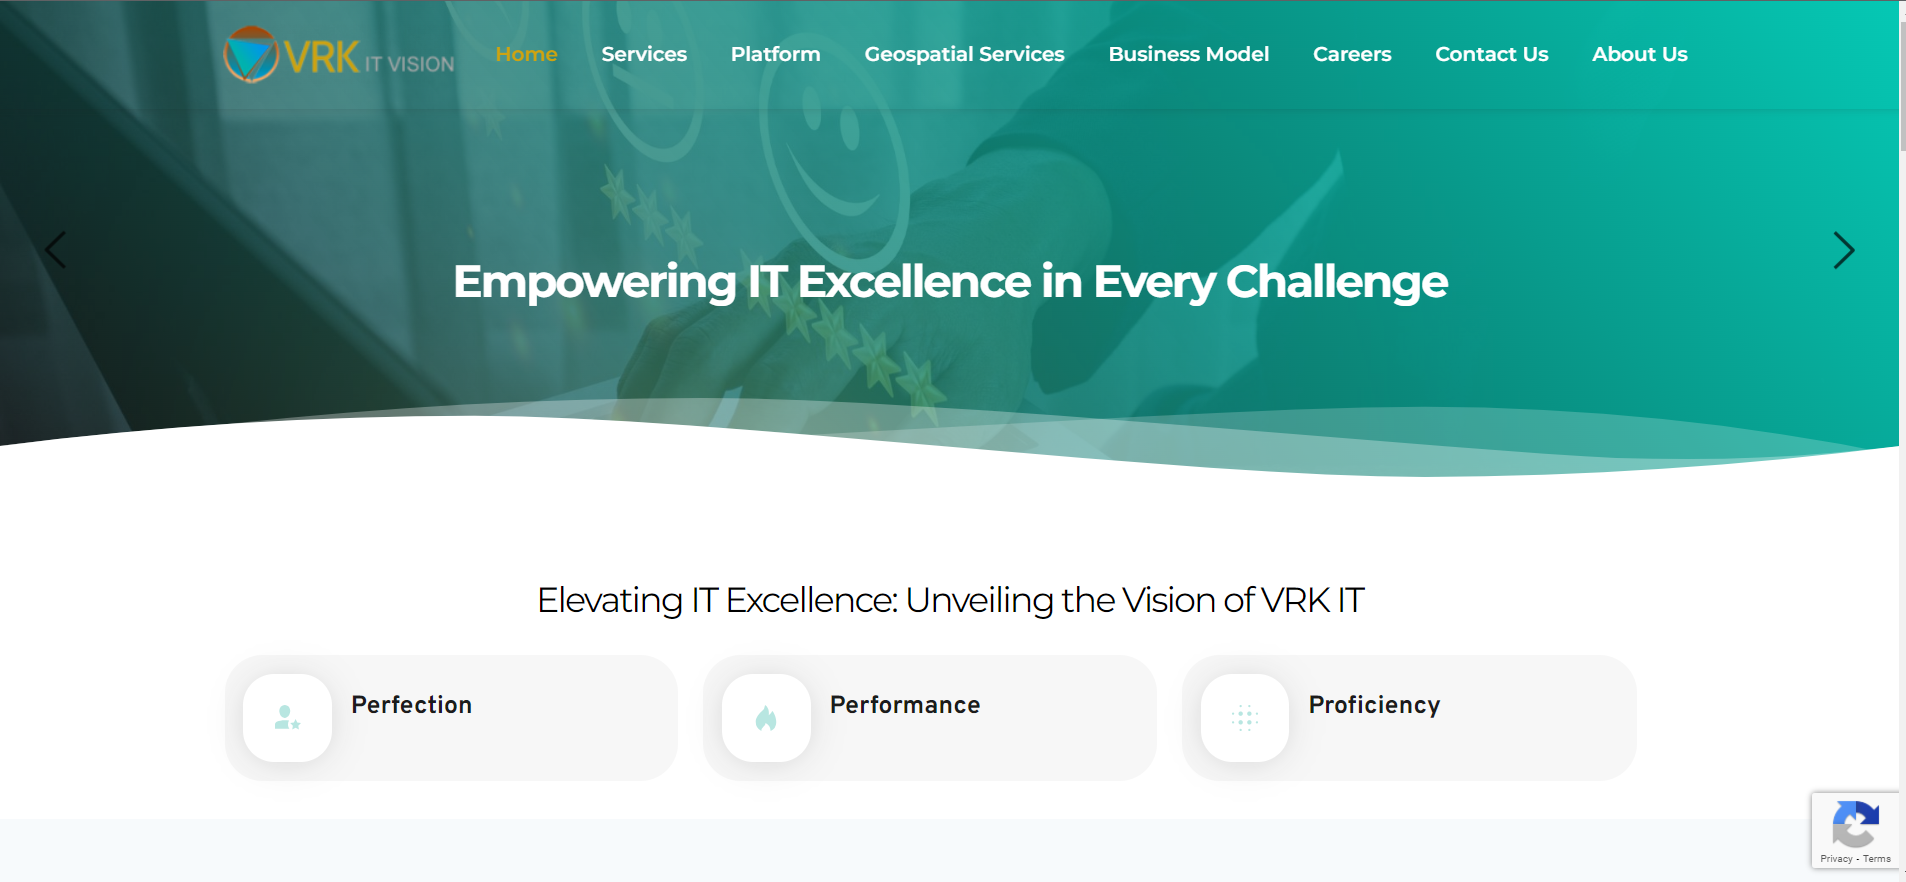 VRK IT VISION
Home
Services
Platform
Geospatial Services
Business Model
Careers
Contact Us
About Us
Empowering IT Excellence in Every Challenge
Elevating IT Excellence: Unveiling the Vision of VRK IT
Perfection
Performance
Proficiency
Privacy - Terms